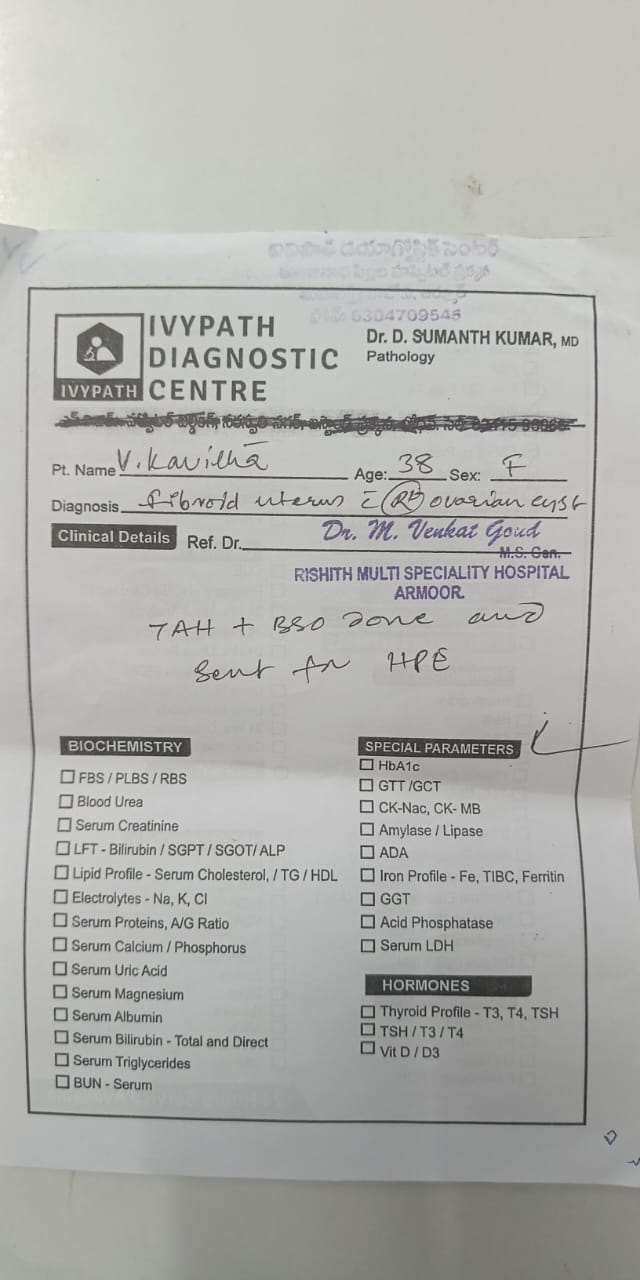 6304709545
IVYPATH
DIAGNOSTIC
CENTRE
IVYPATH
Dr. D. SUMANTH KUMAR, MD
Pathology
Pt. Name V. Kavitha Age: 38 Sex: F
Diagnosis fibroid uterus c̄ Rt ovarian cyst
Clinical Details Ref. Dr. Dr. M. Venkat Goud
M.S. Gen.
RISHITH MULTI SPECIALITY HOSPITAL
ARMOOR.
TAH + BSO done and
sent for HPE
BIOCHEMISTRY
FBS / PLBS / RBS
Blood Urea
Serum Creatinine
LFT - Bilirubin / SGPT / SGOT/ ALP
Lipid Profile - Serum Cholesterol, / TG / HDL
Electrolytes - Na, K, Cl
Serum Proteins, A/G Ratio
Serum Calcium / Phosphorus
Serum Uric Acid
Serum Magnesium
Serum Albumin
Serum Bilirubin - Total and Direct
Serum Triglycerides
BUN - Serum
SPECIAL PARAMETERS
HbA1c
GTT /GCT
CK-Nac, CK- MB
Amylase / Lipase
ADA
Iron Profile - Fe, TIBC, Ferritin
GGT
Acid Phosphatase
Serum LDH
HORMONES
Thyroid Profile - T3, T4, TSH
TSH / T3 / T4
Vit D / D3